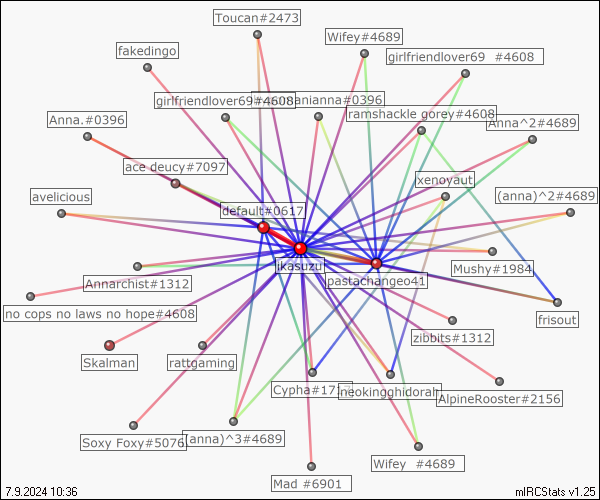 Toucan#2473
Wifey#4689
fakedingo
girlfriendlover69 #4608
girlfriendlover69#4608
anianna#0396
ramshackle gorey#4608
Anna.#0396
Anna^2#4689
ace deucy#7097
xenoyaut
avelicious
(anna)^2#4689
default#0617
jkasuzu
Mushy#1984
Annarchist#1312
pastachangeo41
no cops no laws no hope#4608
frisout
zibbits#1312
Skalman
rattgaming
Cypha#171
neokingghidorah
AlpineRooster#2156
Soxy Foxy#5076
(anna)^3#4689
Wifey #4689
Mad #6901
7.9.2024 10:36
mIRCStats v1.25